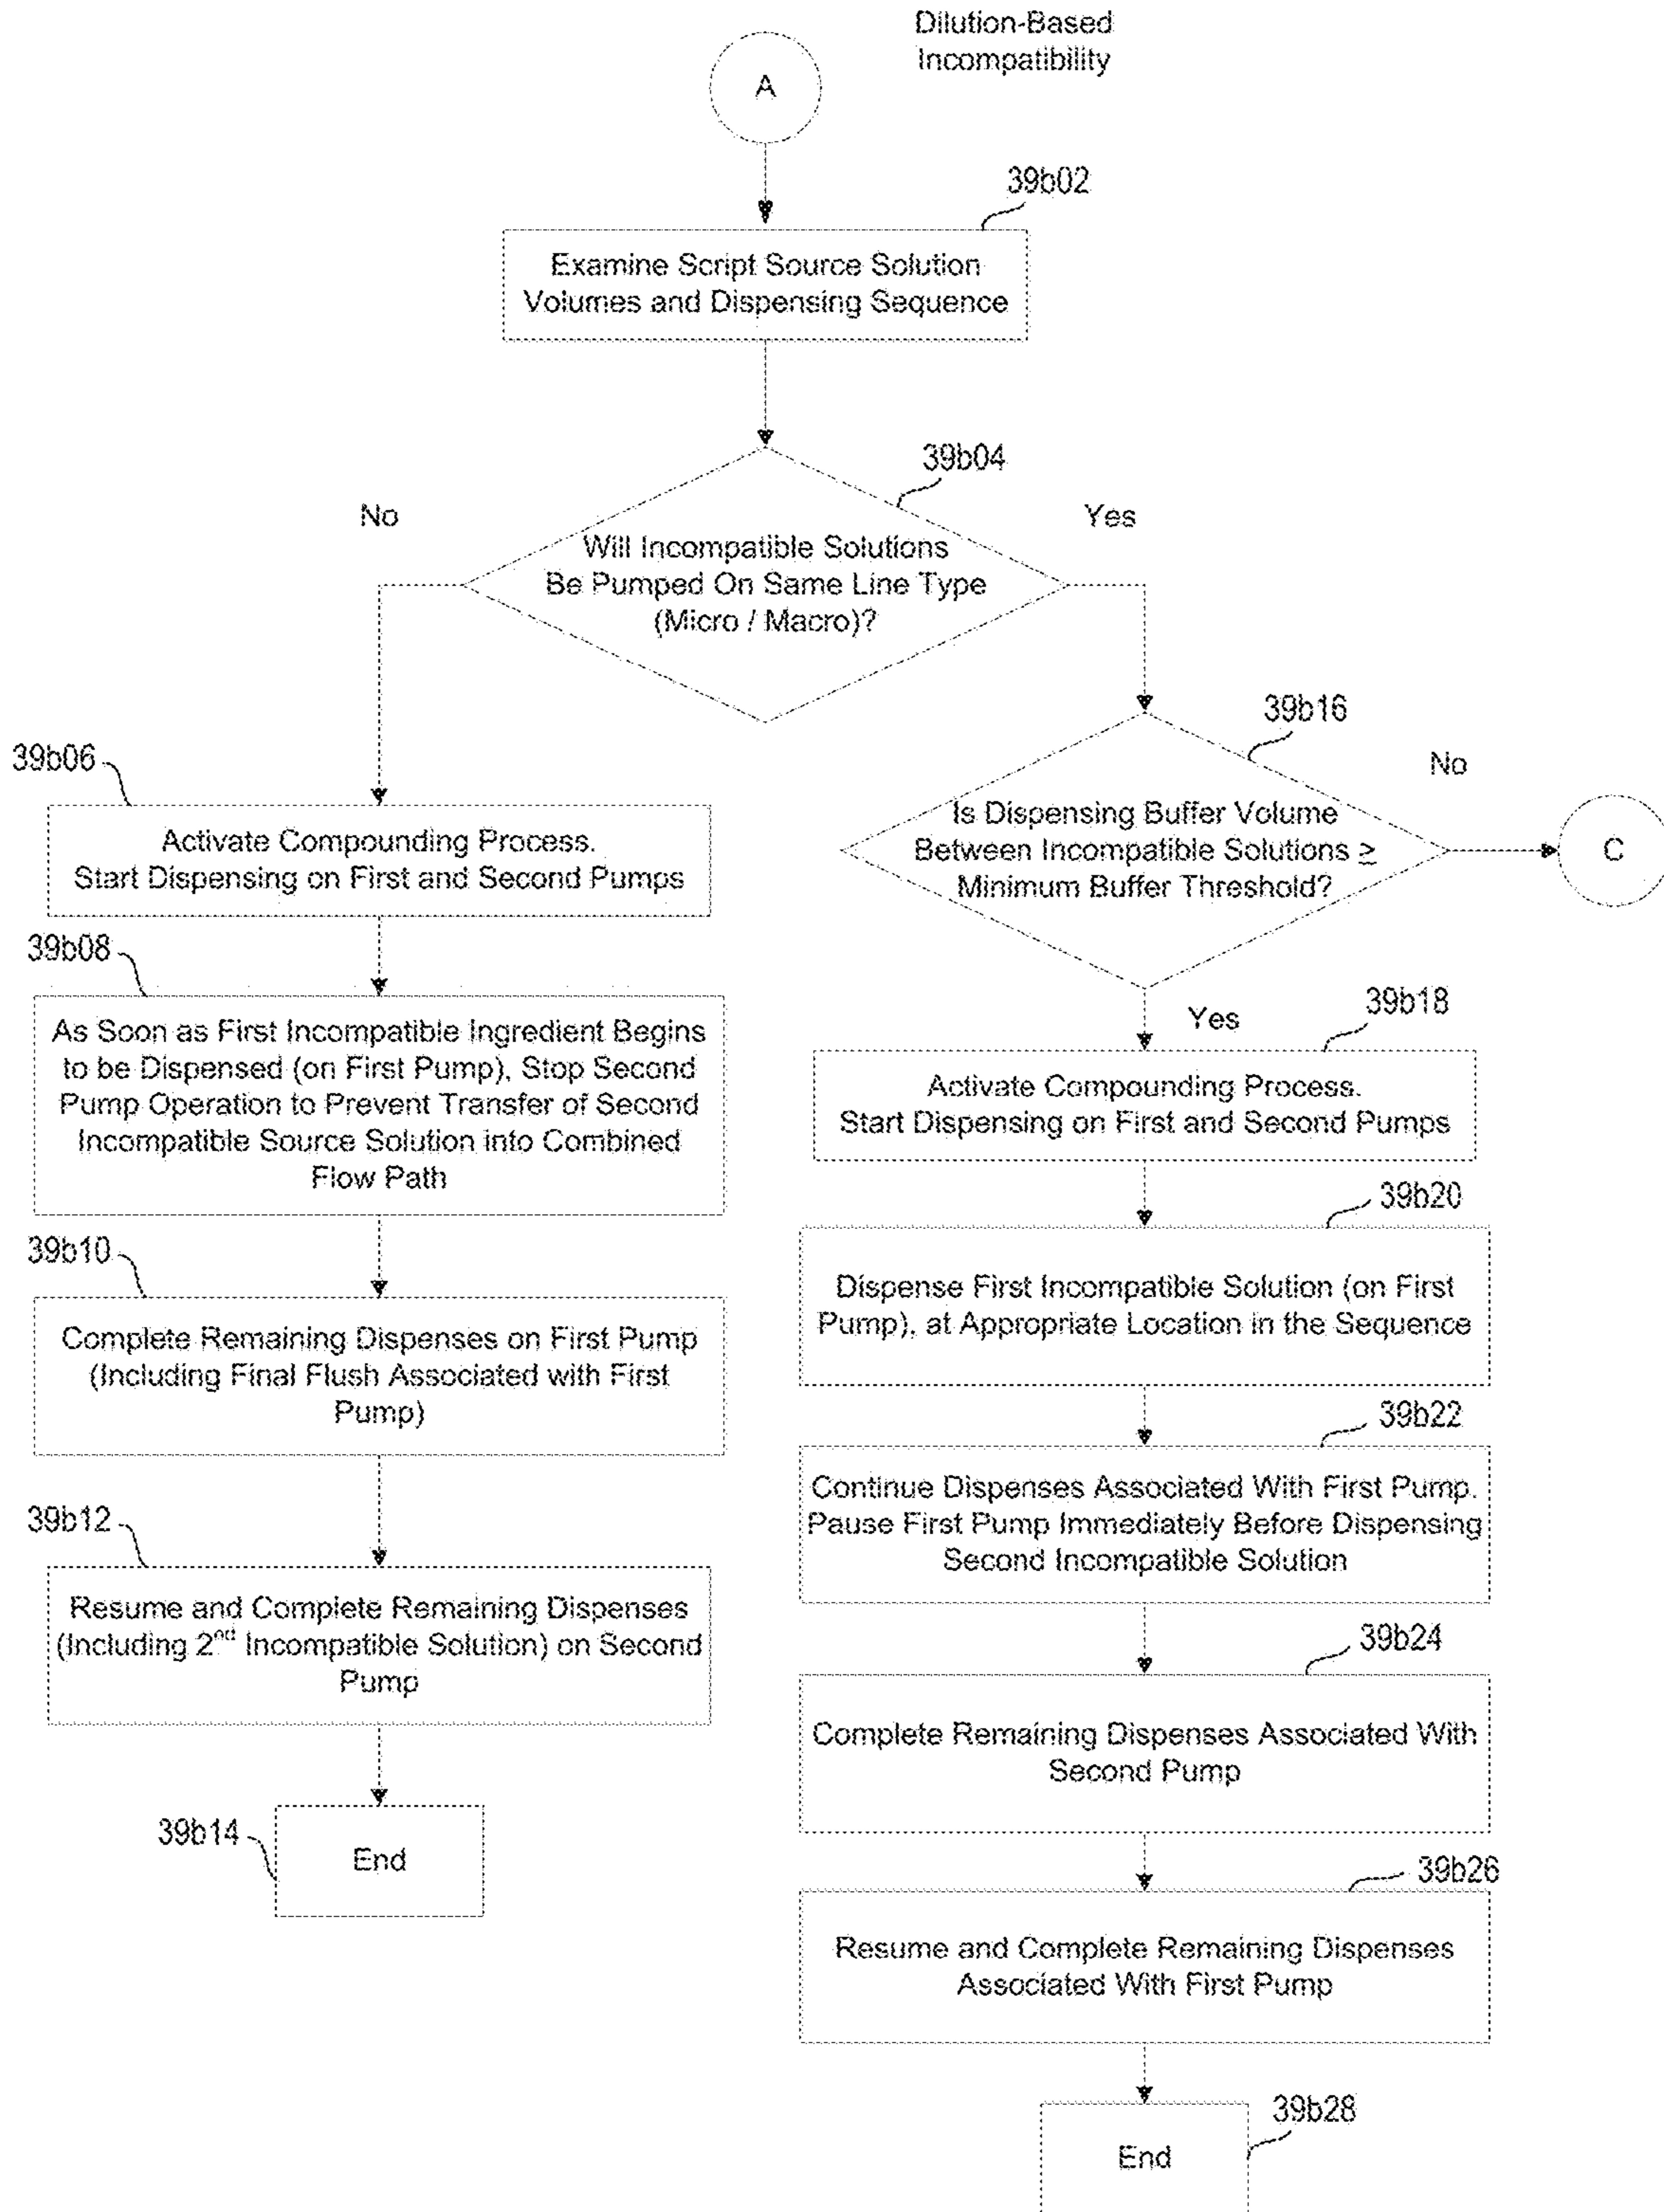 Dilution-Based
Incompatibility
A
39b02
Examine Script Source Solution
Volumes and Dispensing Sequence
39b04
No
Yes
Will Incompatible Solutions
Be Pumped On Same Line Type
(Micro / Macro)?
39b06
Activate Compounding Process.
Start Dispensing on First and Second Pumps
39b08
As Soon as First Incompatible Ingredient Begins
to be Dispensed (on First Pump), Stop Second
Pump Operation to Prevent Transfer of Second
Incompatible Source Solution into Combined
Flow Path
39b10
Complete Remaining Dispenses on First Pump
(Including Final Flush Associated with First
Pump)
39b12
Resume and Complete Remaining Dispenses
(Including 2nd Incompatible Solution) on Second
Pump
39b14
End
39b16
No
Is Dispensing Buffer Volume
Between Incompatible Solutions ≥
Minimum Buffer Threshold?
C
Yes
39b18
Activate Compounding Process.
Start Dispensing on First and Second Pumps
39b20
Dispense First Incompatible Solution (on First
Pump), at Appropriate Location in the Sequence
39b22
Continue Dispenses Associated With First Pump.
Pause First Pump Immediately Before Dispensing
Second Incompatible Solution
39b24
Complete Remaining Dispenses Associated With
Second Pump
39b26
Resume and Complete Remaining Dispenses
Associated With First Pump
39b28
End